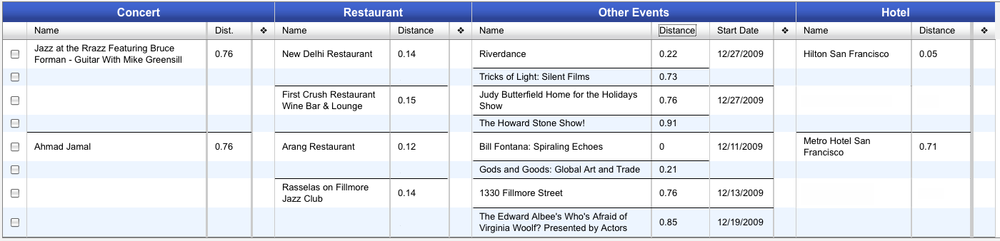 Concert Restaurant Other Events Hotel
Name Dist. ❖ Name Distance ❖ Name Distance Start Date ❖ Name Distance ❖
Jazz at the Rrazz Featuring Bruce
Forman - Guitar With Mike Greensill 0.76 New Delhi Restaurant 0.14 Riverdance 0.22 12/27/2009 Hilton San Francisco 0.05
Tricks of Light: Silent Films 0.73
First Crush Restaurant
Wine Bar & Lounge 0.15 Judy Butterfield Home for the Holidays
Show 0.76 12/27/2009
The Howard Stone Show! 0.91
Ahmad Jamal 0.76 Arang Restaurant 0.12 Bill Fontana: Spiraling Echoes 0 12/11/2009 Metro Hotel San
Francisco 0.71
Gods and Goods: Global Art and Trade 0.21
Rasselas on Fillmore
Jazz Club 0.14 1330 Fillmore Street 0.76 12/13/2009
The Edward Albee's Who's Afraid of
Virginia Woolf? Presented by Actors 0.85 12/19/2009